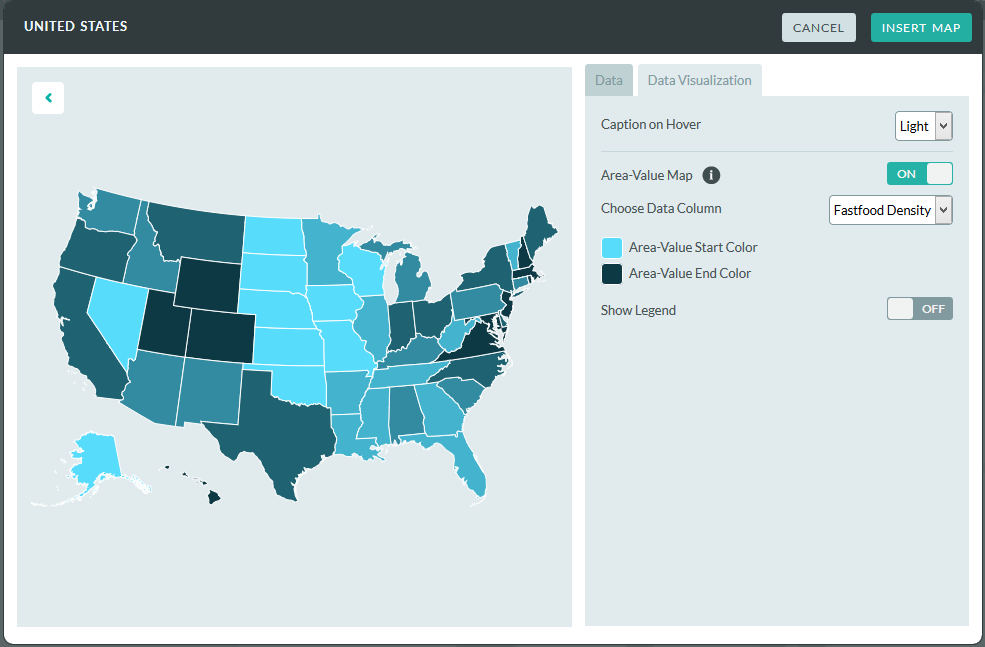 UNITED STATES
CANCEL
INSERT MAP
Data
Data Visualization
Caption on Hover
Light
Area-Value Map i
ON
Choose Data Column
Fastfood Density
Area-Value Start Color
Area-Value End Color
Show Legend
OFF